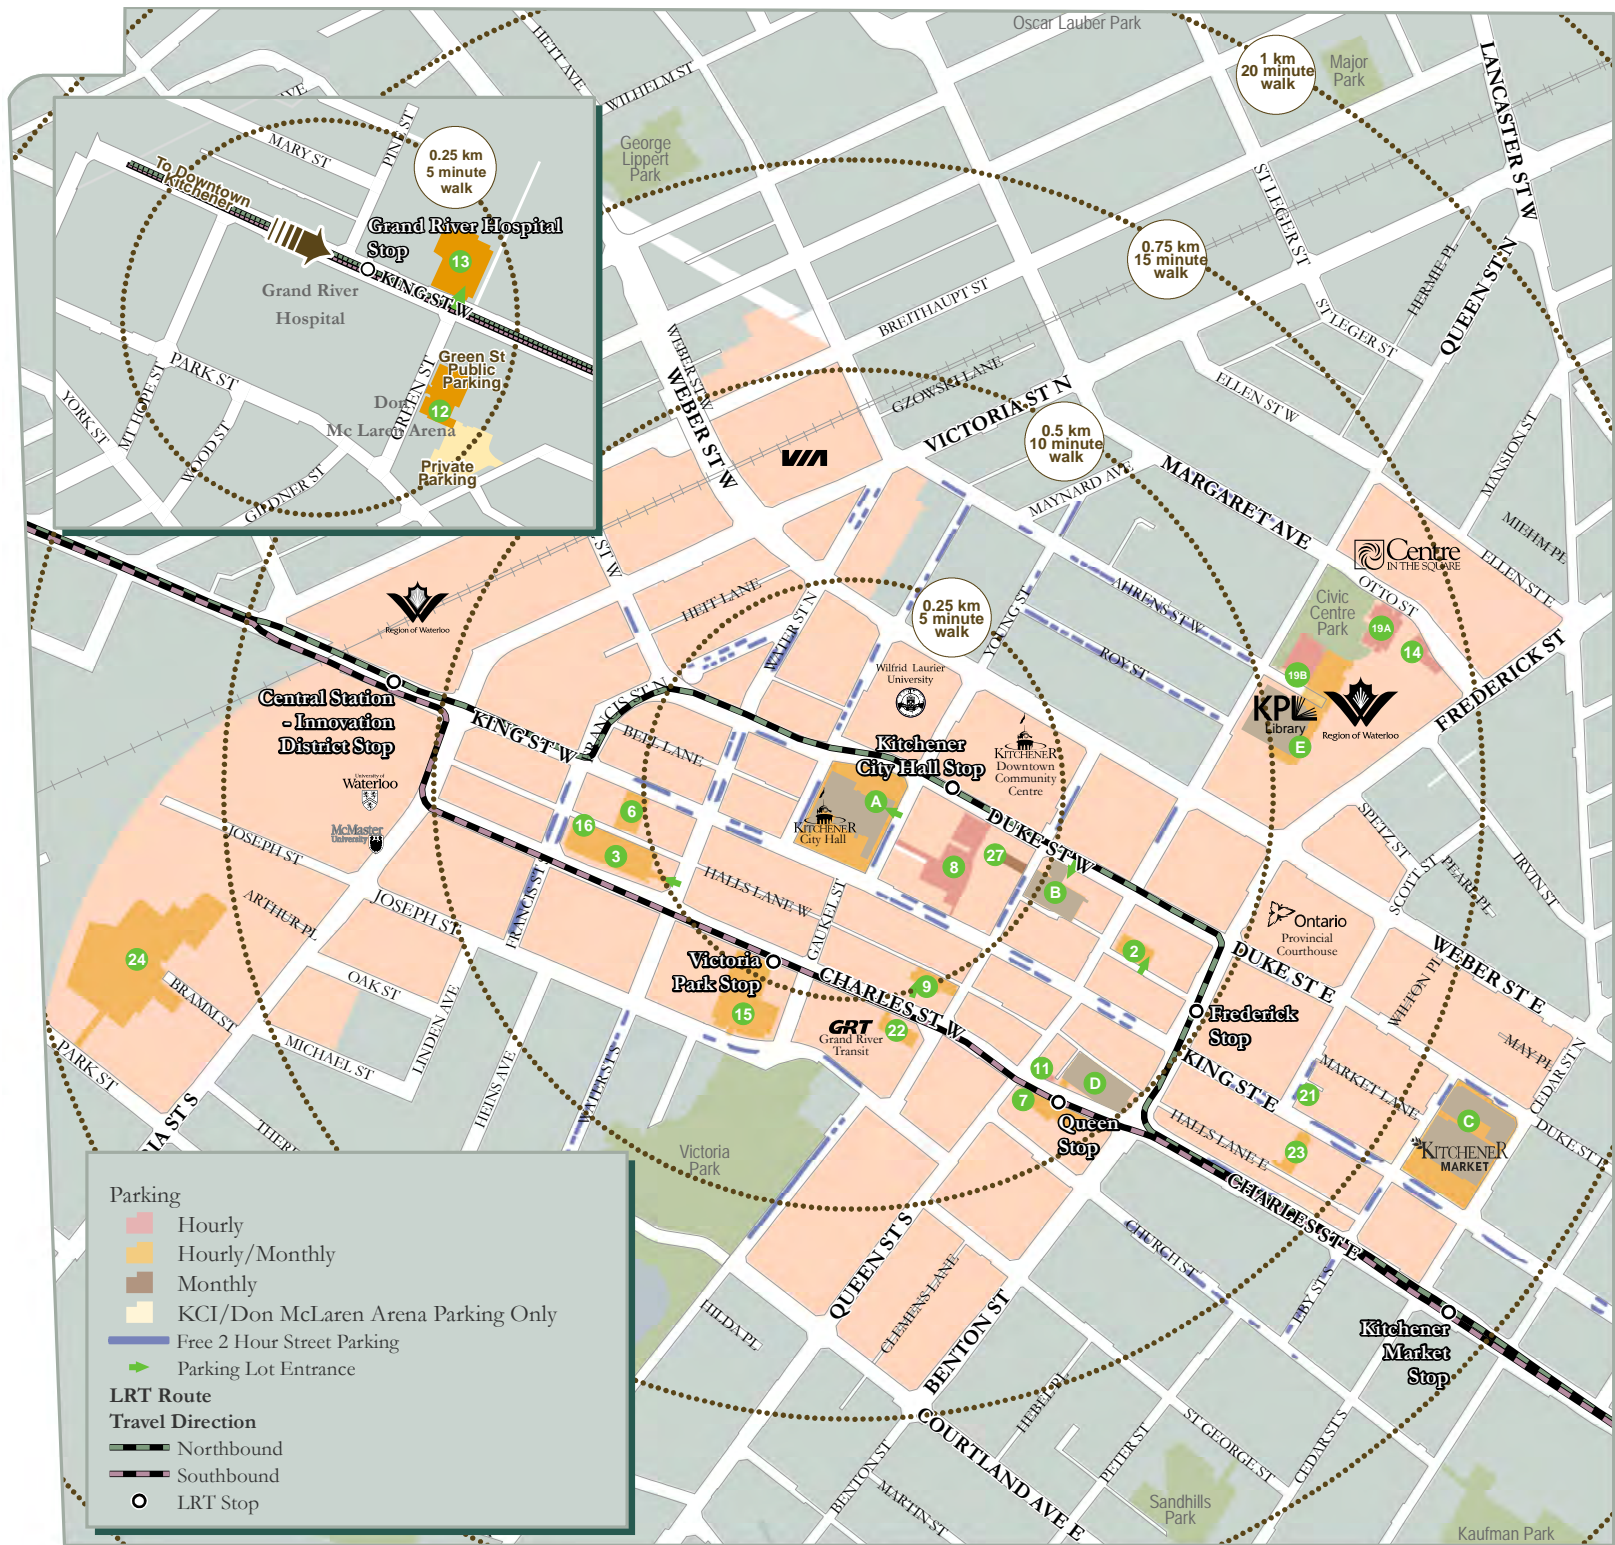 Oscar Lauber Park
1 km
20 minute
walk
Major
Park
LANCASTER ST W
HETT AVE
WILHELM ST
George
Lippert
Park
AVE
MARY ST
PINE ST
0.25 km
5 minute
walk
To Downtown
Kitchener
Grand River Hospital
Stop
13
KING ST W
Grand River
Hospital
Green St
Public
Parking
PARK ST
GREEN ST
12
Don
Mc Laren Arena
MT HOPE ST
YORK ST
WOOD ST
GILDNER ST
Private
Parking
ST LEGER ST
0.75 km
15 minute
walk
HERMIE PL
QUEEN ST N
BREITHAUPT ST
ST LEGER ST
WEBER ST W
WEBER ST W
GZOWSKI LANE
VICTORIA ST N
ELLEN ST W
0.5 km
10 minute
walk
MANSION ST
VIA
MAYNARD AVE
MARGARET AVE
MIEHM PL
Centre
IN THE SQUARE
ELLEN ST E
ST W
AHRENS ST W
OTTO ST
Civic
Centre
Park
HEIT LANE
0.25 km
5 minute
walk
YOUNG ST
WATER ST N
ROY ST
19A
14
19B
FREDERICK ST
Region of Waterloo
Wilfrid Laurier
University
KPL
Library
Region of Waterloo
E
Central Station
- Innovation
District Stop
KING ST W
FRANCIS ST N
BELL LANE
Kitchener
City Hall Stop
KITCHENER
Downtown
Community
Centre
University of
Waterloo
McMaster
University
6
16
3
A
KITCHENER
City Hall
DUKE ST W
27
8
B
SPETZ ST
SCOTT ST
PEARL PL
IRVIN ST
JOSEPH ST
ARTHUR PL
JOSEPH ST
FRANCIS ST
HALLS LANE W
GAUKEL ST
Ontario
Provincial
Courthouse
2
DUKE ST E
WEBER ST E
24
BRAMM ST
OAK ST
LINDEN AVE
Victoria
Park Stop
15
CHARLES ST W
9
GRT
Grand River
Transit
22
Frederick
Stop
WILTON PL
MAY PL
CEDAR ST N
PARK ST
MICHAEL ST
HEINS AVE
WATER ST S
11
D
7
Queen
Stop
KING ST E
MARKET LANE
21
C
KITCHENER
MARKET
DUKE ST E
HALLS LANE E
23
Victoria
Park
CHARLES ST E
CHURCH ST
EBY ST S
QUEEN ST S
CLEMENS LANE
BENTON ST
HILDA PL
Kitchener
Market
Stop
HEBEL PL
COURTLAND AVE E
BENTON ST
MARTIN ST
PETER ST
ST GEORGE ST
CEDAR ST S
Sandhills
Park
Kaufman Park
Parking
Hourly
Hourly/Monthly
Monthly
KCI/Don McLaren Arena Parking Only
Free 2 Hour Street Parking
Parking Lot Entrance
LRT Route
Travel Direction
Northbound
Southbound
LRT Stop